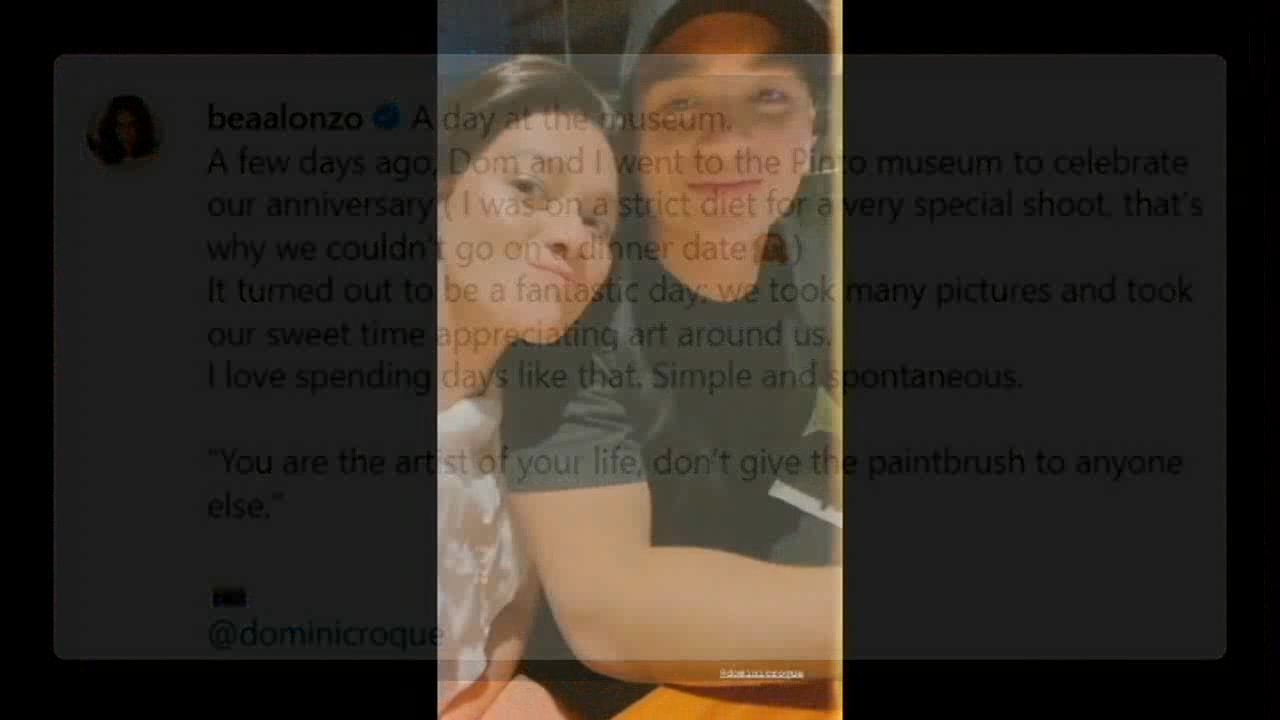 beaalonzo A day at the museum.
A few days ago, Dom and I went to the Pinto museum to celebrate
our anniversary ( I was on a strict diet for a very special shoot, that's
why we couldn't go on a dinner date )
It turned out to be a fantastic day; we took many pictures and took
our sweet time appreciating art around us.
I love spending days like that. Simple and spontaneous.
"You are the artist of your life, don't give the paintbrush to anyone
else."
@dominicroque
@dominicroque